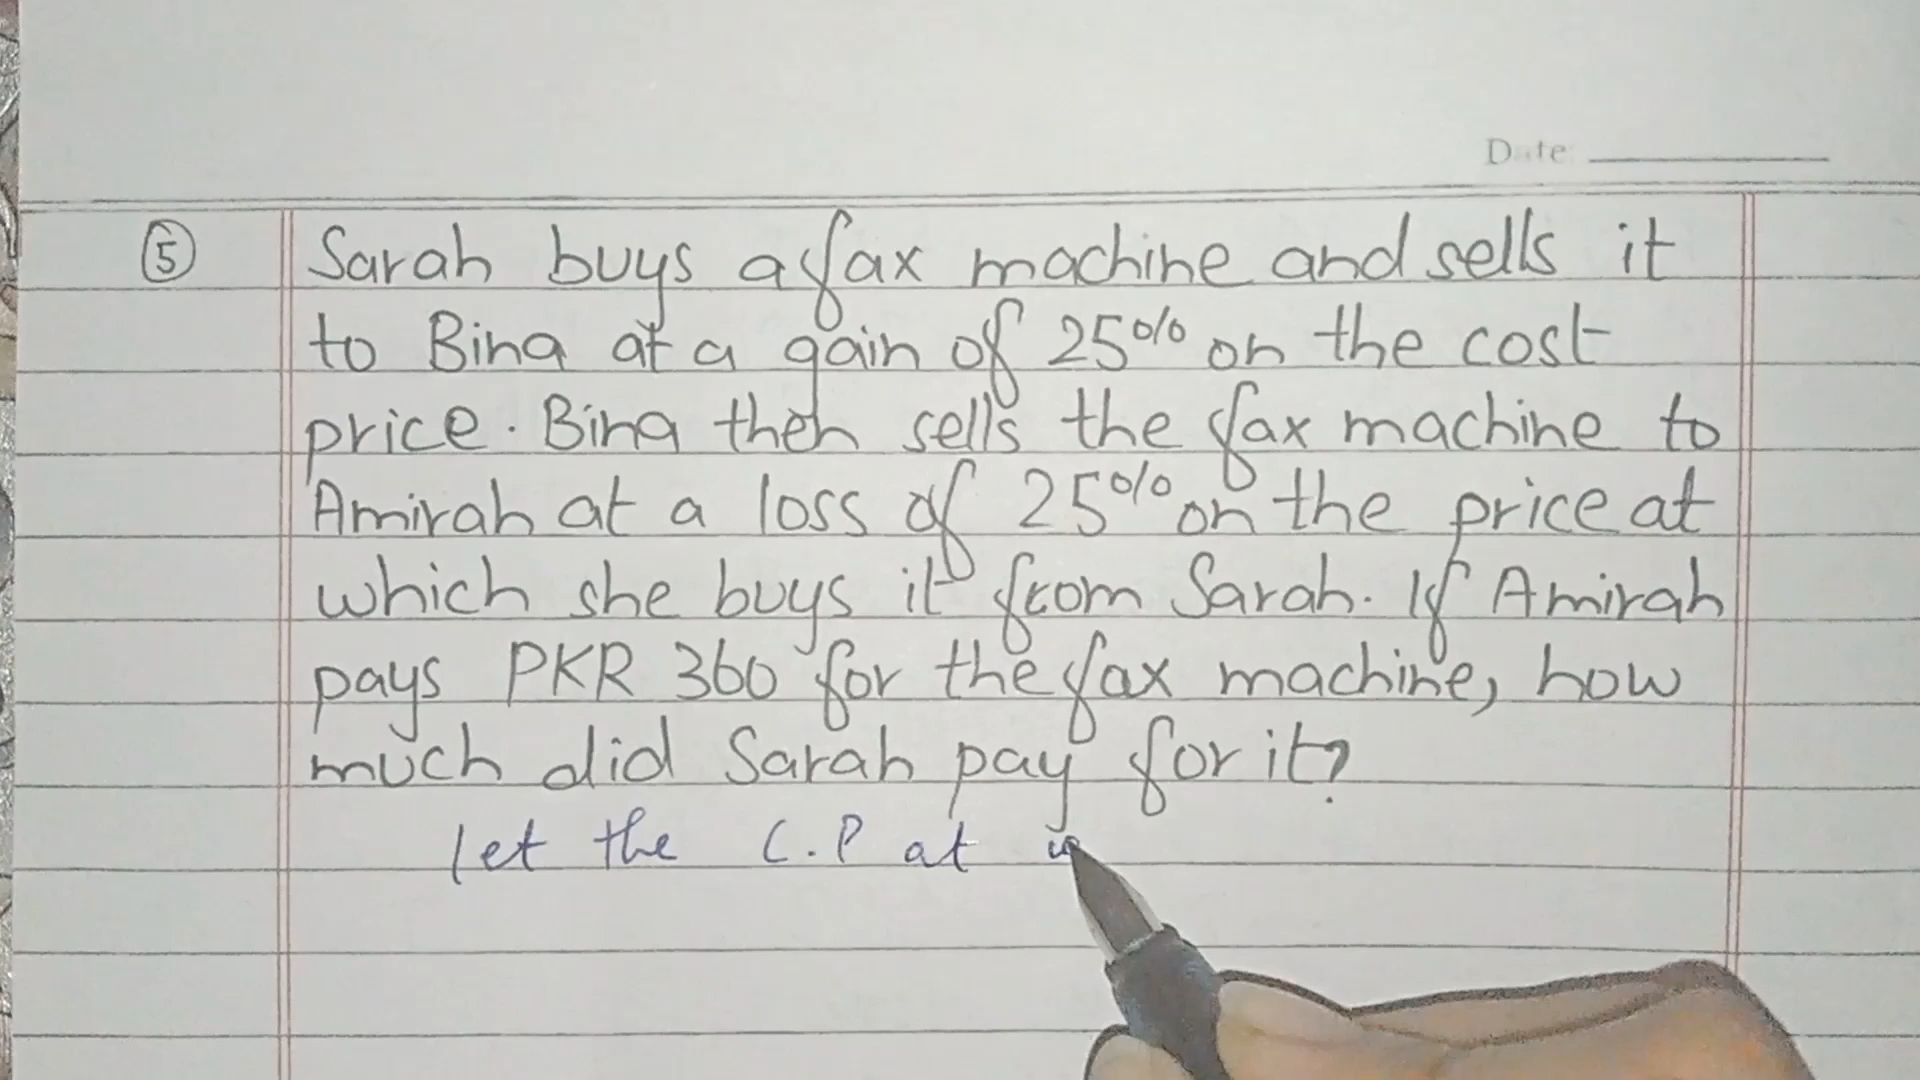 Date
5
Sarah buys a fax machine and sells it
to Bina at a gain of 25% on the cost
price. Bina then sells the fax machine to
Amirah at a loss of 25% on the price at
which she buys it from Sarah. If Amirah
pays PKR 360 for the fax machine, how
much did Sarah pay for it?
let the C.P at